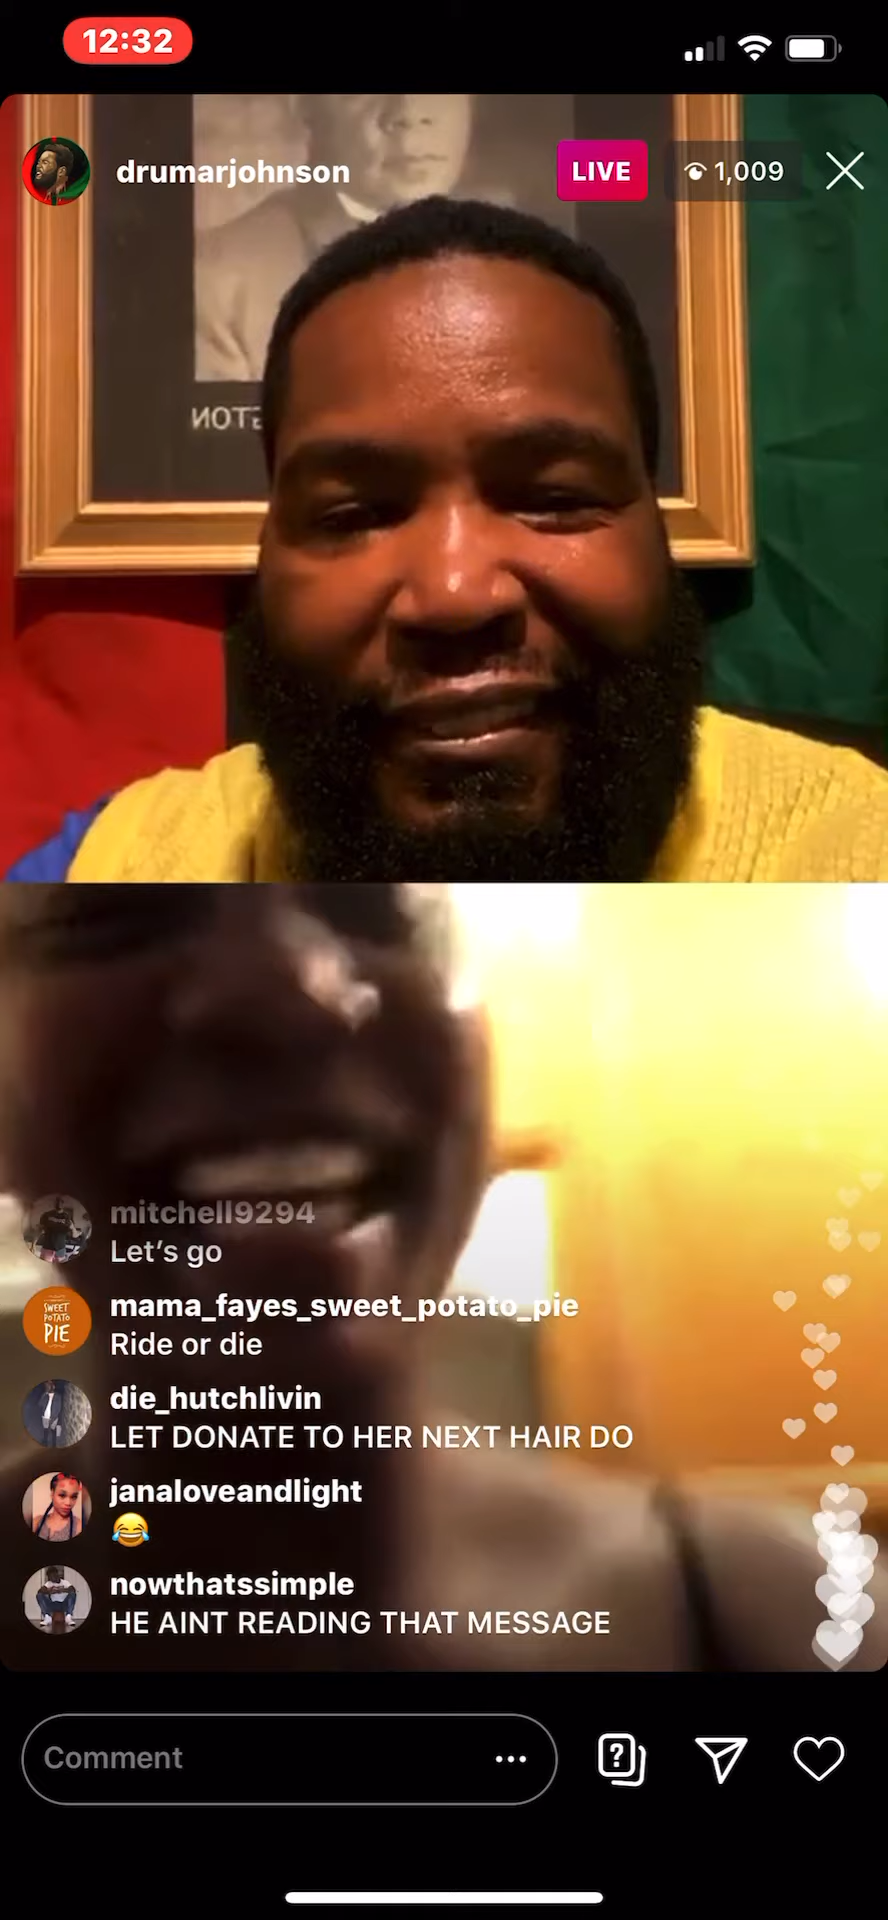 12:32
drumarjohnson LIVE 1,009
mitchell9294
Let’s go
SWEET
POTATO
PIE
mama_fayes_sweet_potato_pie
Ride or die
die_hutchlivin
LET DONATE TO HER NEXT HAIR DO
janaloveandlight
😂
nowthatssimple
HE AINT READING THAT MESSAGE
Comment